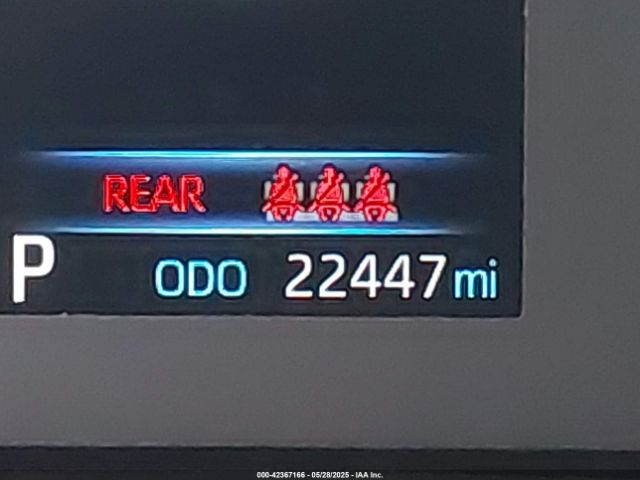 REAR
P ODO 22447 mi
000-42367166 - 05/28/2025 - IAA Inc.